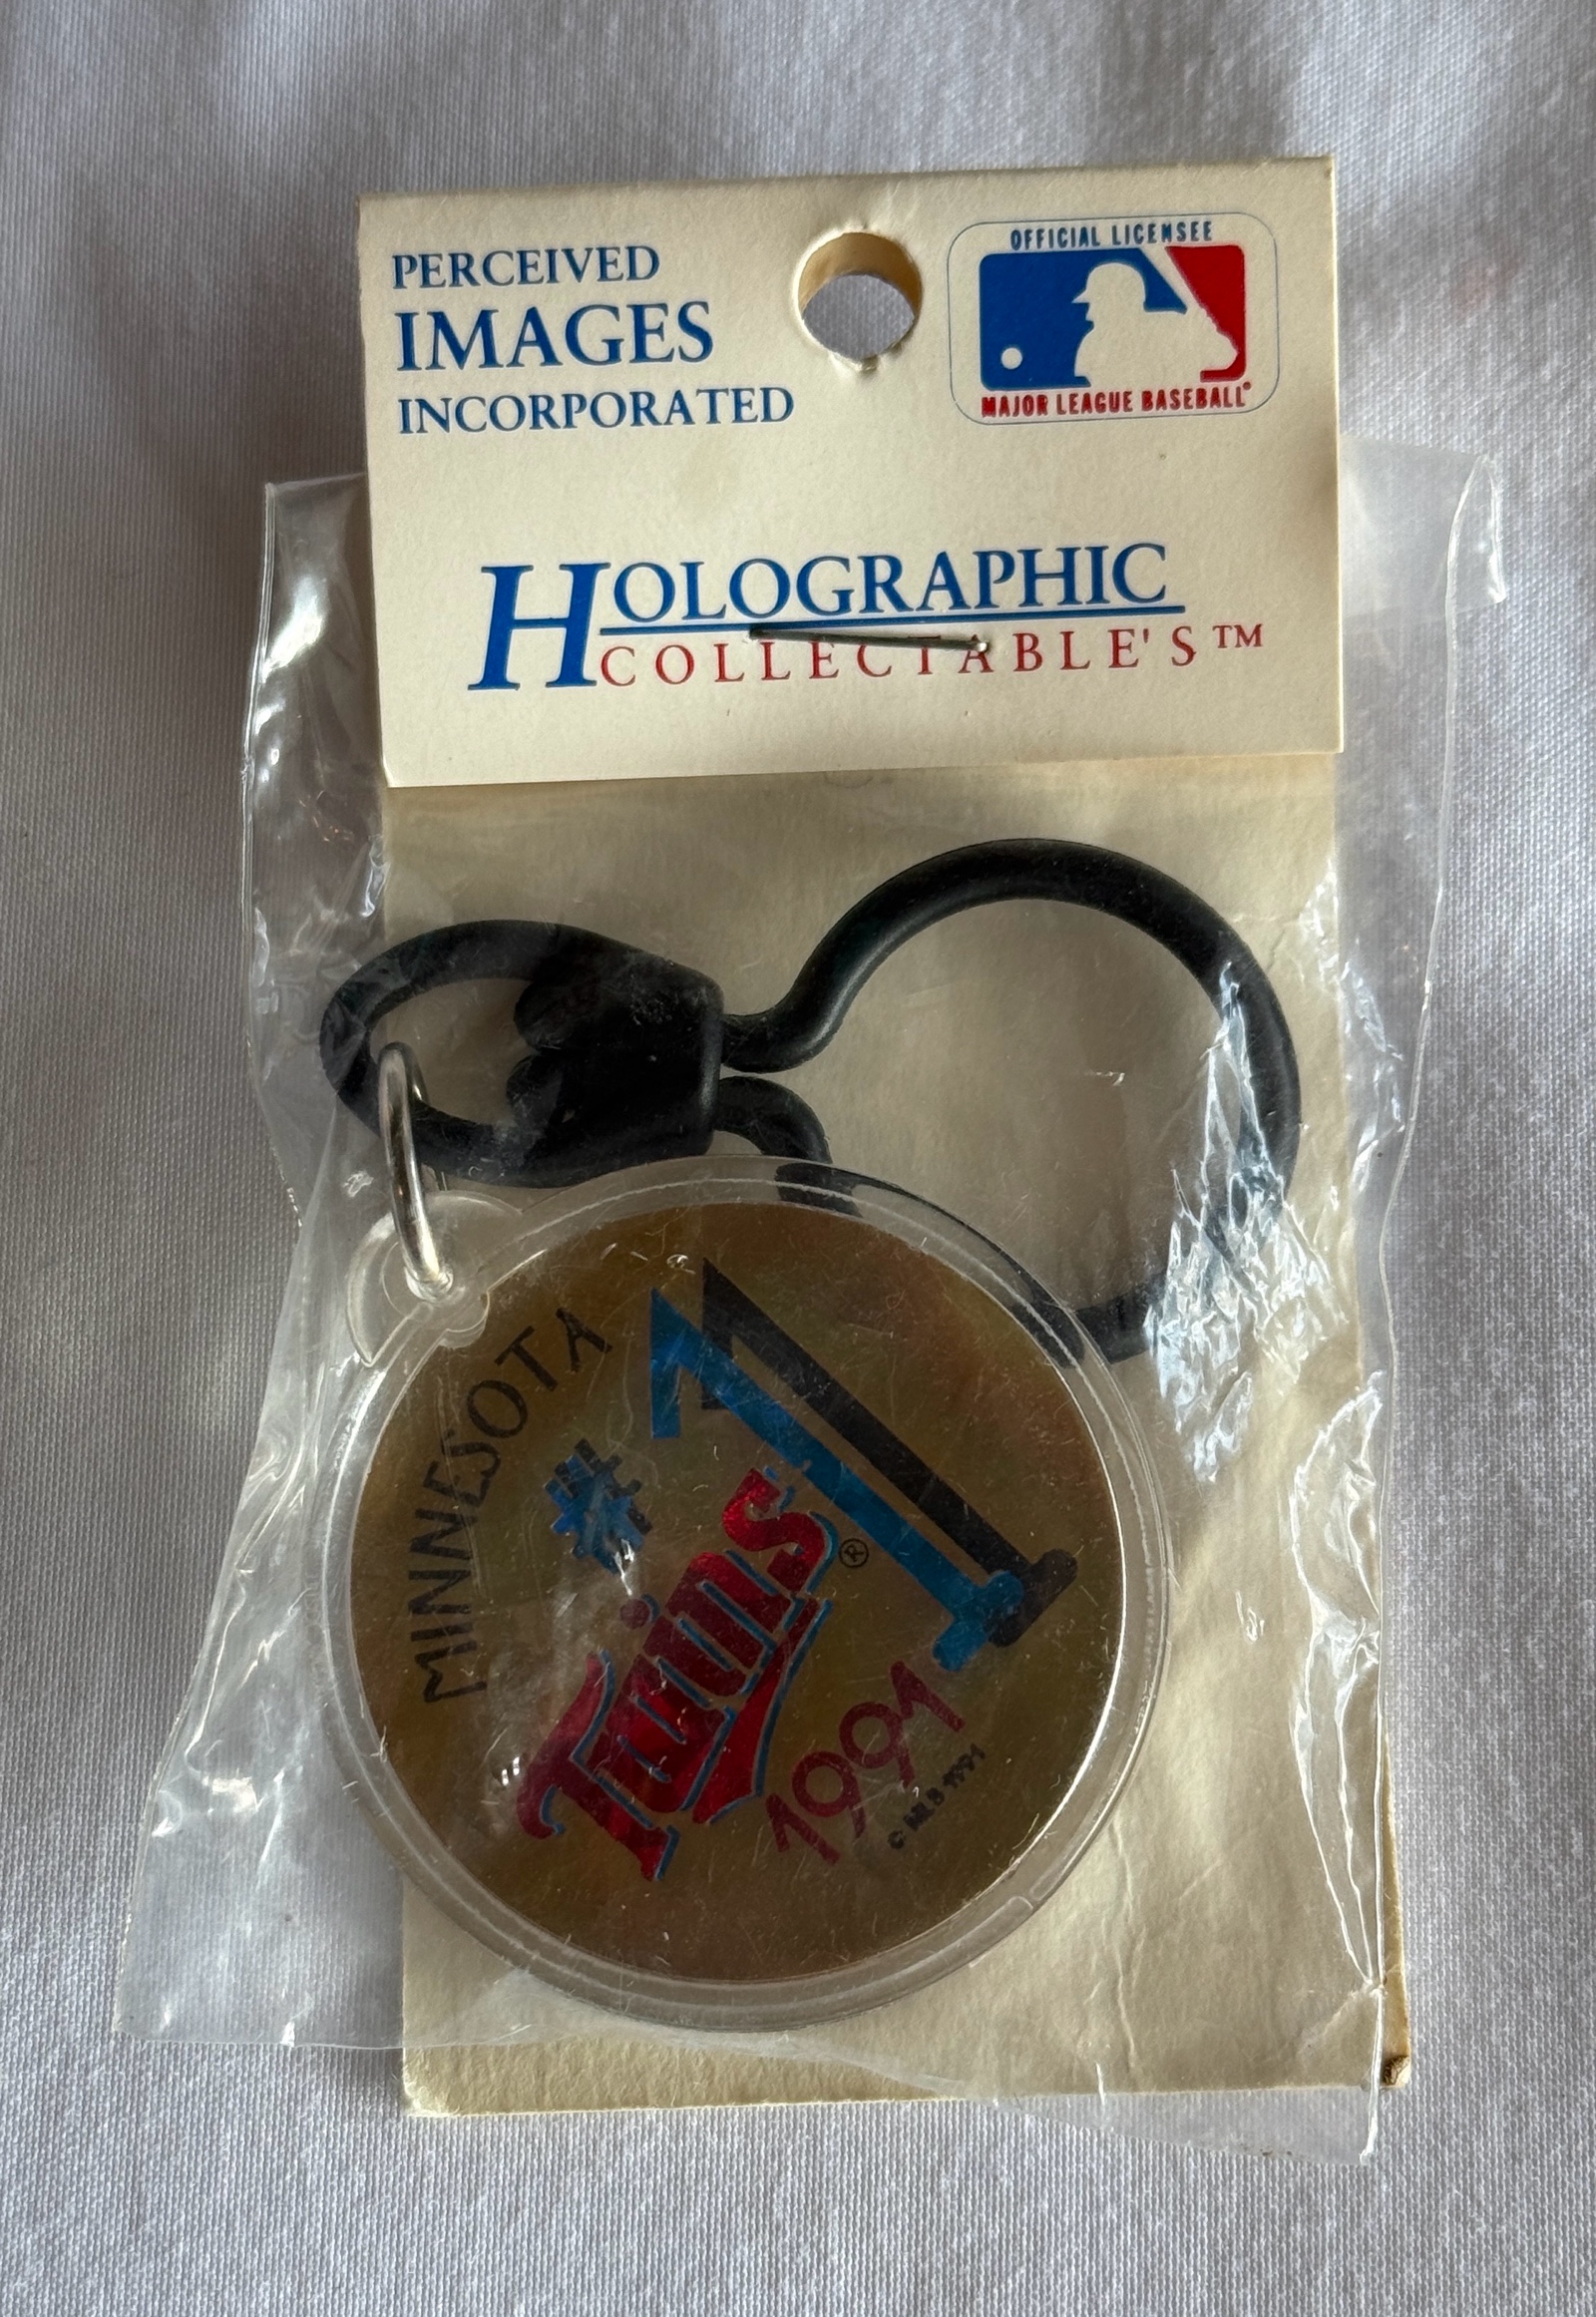 PERCEIVED
IMAGES
INCORPORATED
OFFICIAL LICENSEE
MAJOR LEAGUE BASEBALL®
HOLOGRAPHIC
COLLECTABLE'S™
MINNESOTA
#1
Twins®
1991
© MLB 1991